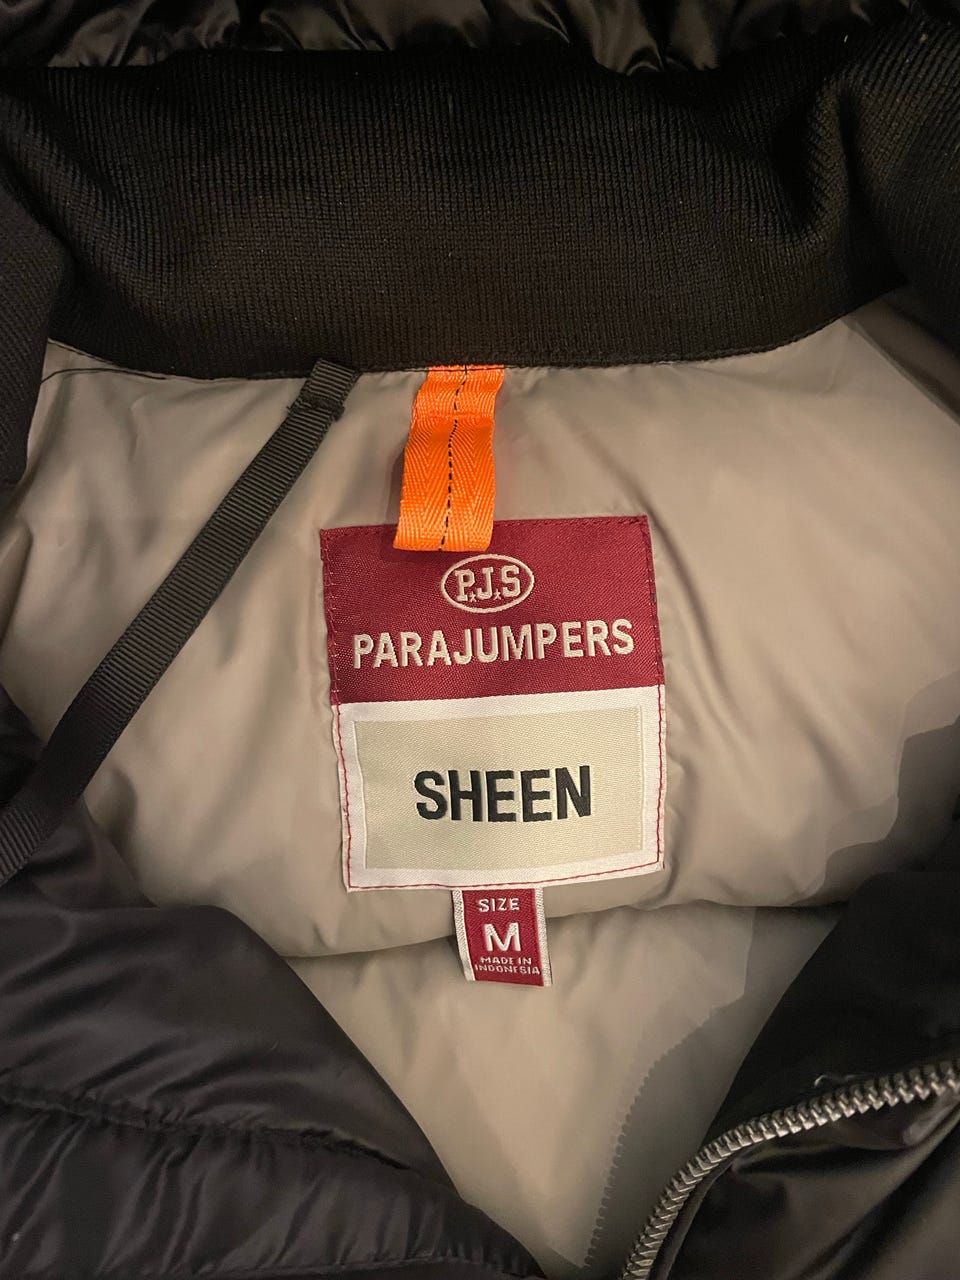 P.J.S
PARAJUMPERS
SHEEN
SIZE
M
MADE IN
INDONESIA